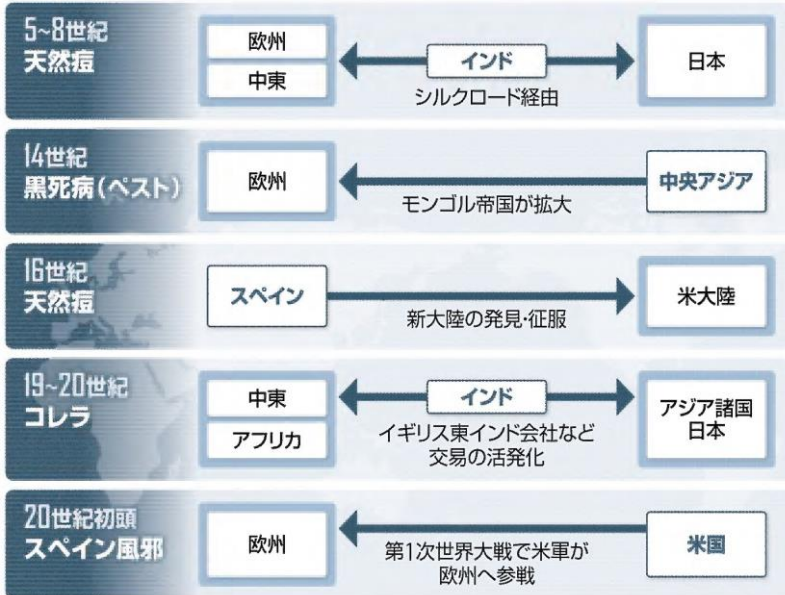 5~8世紀
天然痘
欧州
中東
インド
シルクロード経由
日本
14世紀
黒死病(ペスト)
欧州
モンゴル帝国が拡大
中央アジア
16世紀
天然痘
スペイン
新大陸の発見・征服
米大陸
19~20世紀
コレラ
中東
アフリカ
インド
イギリス東インド会社など
交易の活発化
アジア諸国
日本
20世紀初頭
スペイン風邪
欧州
第1次世界大戦で米軍が
欧州へ参戦
米国